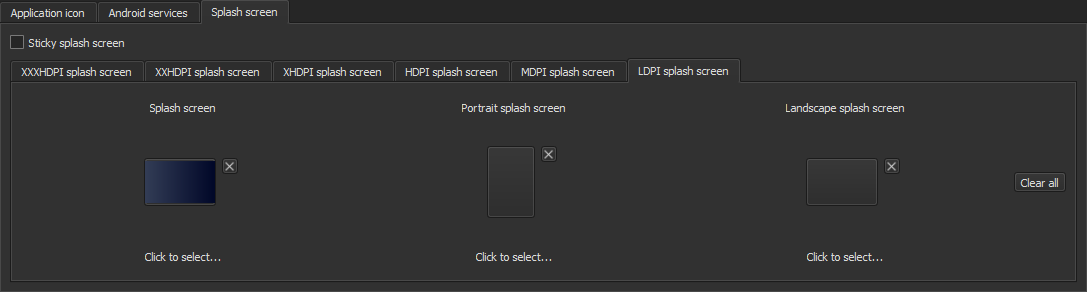 Application icon
Android services
Splash screen
Sticky splash screen
XXXHDPI splash screen
XXHDPI splash screen
XHDPI splash screen
HDPI splash screen
MDPI splash screen
LDPI splash screen
Splash screen
Portrait splash screen
Landscape splash screen
Clear all
Click to select...
Click to select...
Click to select...